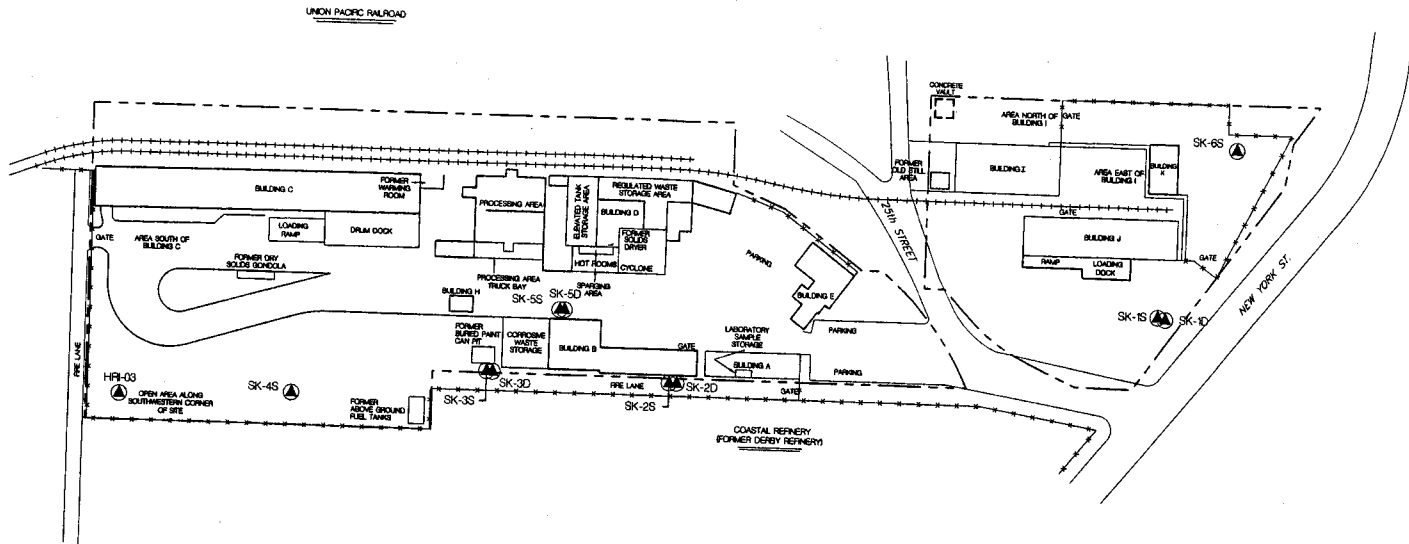 UNION PACIFIC RAILROAD
CONCRETE
VAULT
AREA NORTH OF
BUILDING I
GATE
SK-6S
BUILDING C
FORMER
WARMING
ROOM
PROCESSING AREA
ELEVATED TANK
STORAGE AREA
REGULATED WASTE
STORAGE AREA
BUILDING D
FORMER
SOLIDS
DRYER
FORMER
OLD STILL
AREA
BUILDING I
AREA EAST OF
BUILDING I
BUILDING
K
GATE
AREA SOUTH OF
BUILDING C
LOADING
RAMP
DRUM DOCK
GATE
25th STREET
BUILDING J
FORMER DRY
SOLIDS GONDOLA
PROCESSING AREA
TRUCK BAY
HOT ROOMS
CYCLONE
SPARGING
AREA
PARKING
RAMP
LOADING
DOCK
GATE
BUILDING H
SK-5S
SK-5D
BUILDING E
NEW YORK ST.
SK-1S
SK-1D
FORMER
BURIED PAINT
CAN PIT
CORROSIVE
WASTE
STORAGE
BUILDING B
GATE
LABORATORY
SAMPLE
STORAGE
PARKING
BUILDING A
PARKING
FIRE LANE
HRI-03
OPEN AREA ALONG
SOUTHWESTERN CORNER
OF SITE
SK-4S
SK-3D
SK-3S
FIRE LANE
SK-2D
SK-2S
GATE
FORMER
ABOVE GROUND
FUEL TANKS
COASTAL REFINERY
(FORMER DERBY REFINERY)